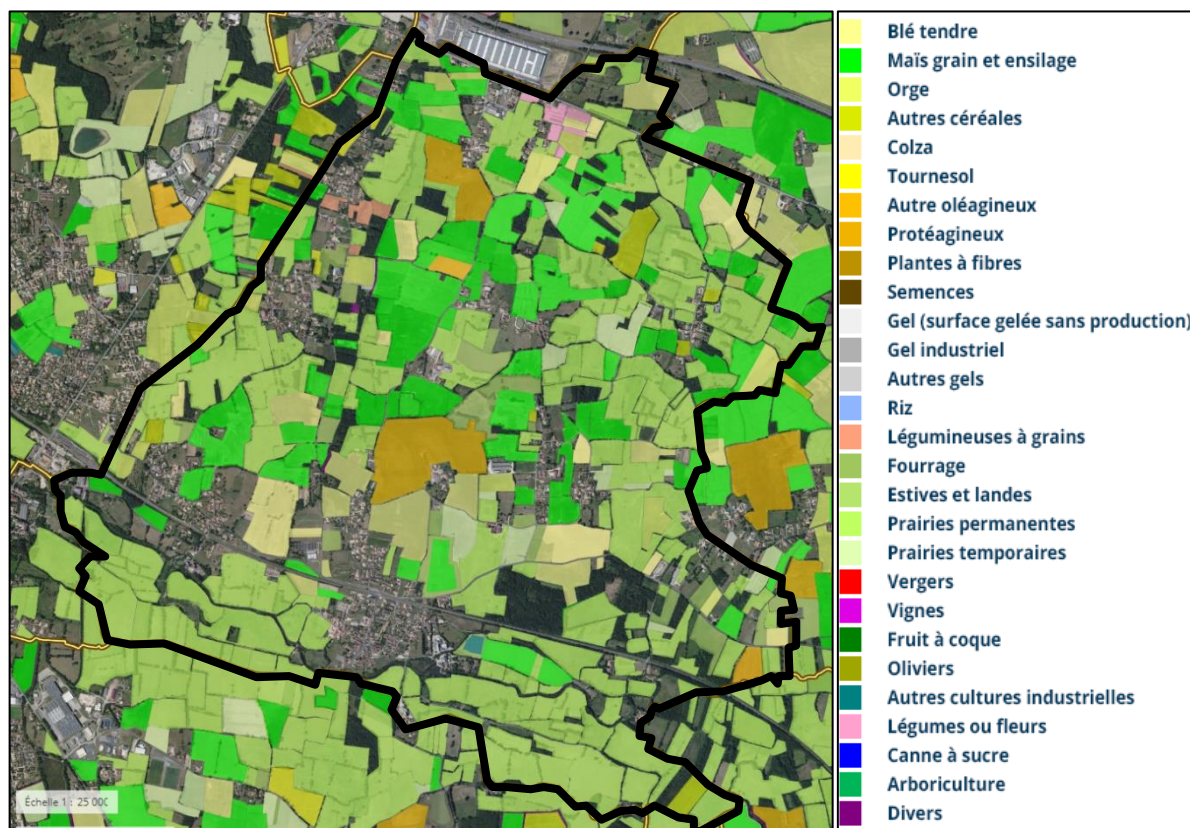 Blé tendre
Maïs grain et ensilage
Orge
Autres céréales
Colza
Tournesol
Autre oléagineux
Protéagineux
Plantes à fibres
Semences
Gel (surface gelée sans production)
Gel industriel
Autres gels
Riz
Légumineuses à grains
Fourrage
Estives et landes
Prairies permanentes
Prairies temporaires
Vergers
Vignes
Fruit à coque
Oliviers
Autres cultures industrielles
Légumes ou fleurs
Canne à sucre
Arboriculture
Divers
Échelle 1 : 25 000